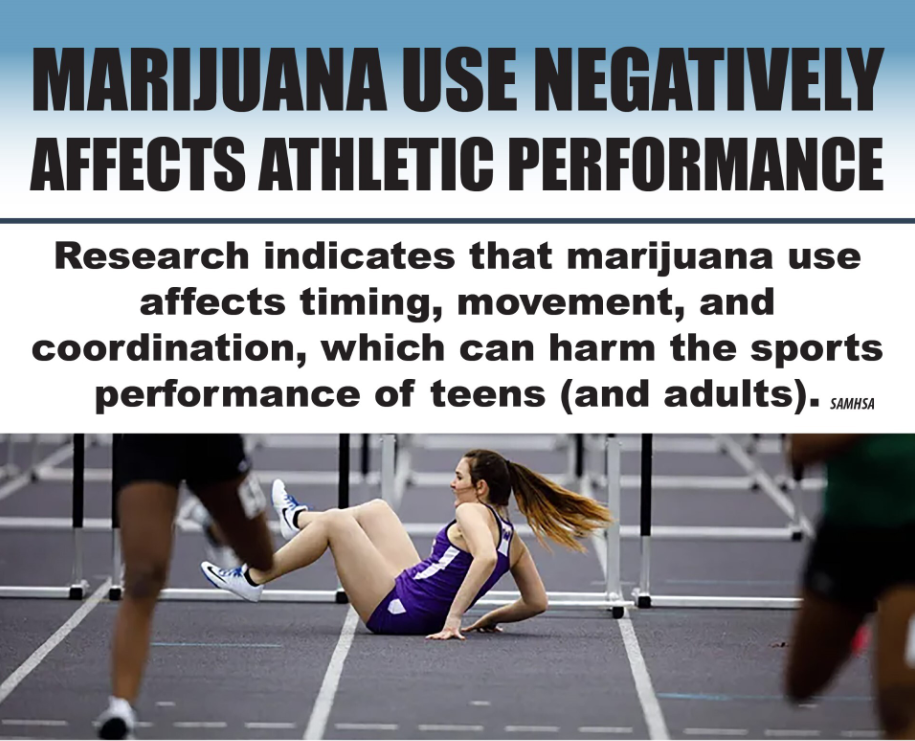 MARIJUANA USE NEGATIVELY
AFFECTS ATHLETIC PERFORMANCE
Research indicates that marijuana use
affects timing, movement, and
coordination, which can harm the sports
performance of teens (and adults). SAMHSA